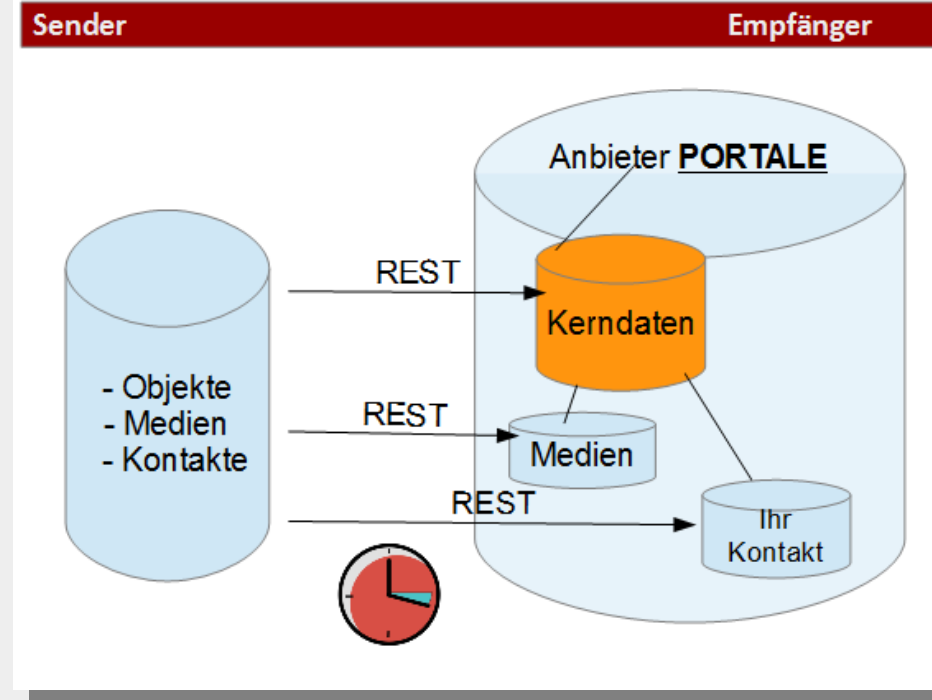 Sender
Empfänger
Anbieter PORTALE
REST
Kerndaten
- Objekte
- Medien
- Kontakte
REST
Medien
REST
Ihr
Kontakt